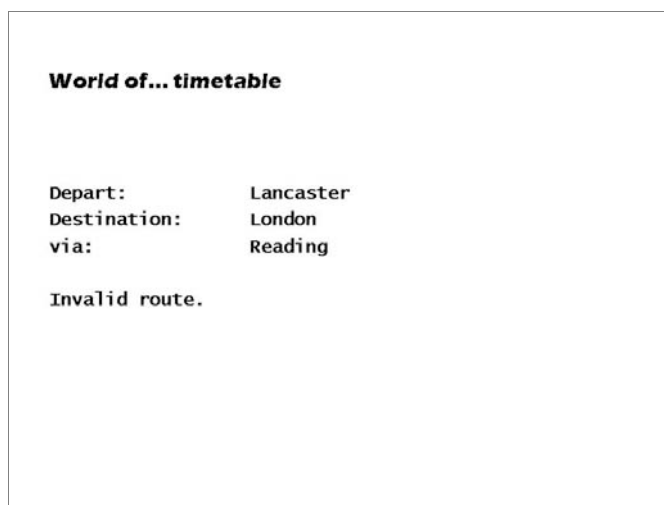 World of... timetable
Depart: Lancaster
Destination: London
via: Reading
Invalid route.